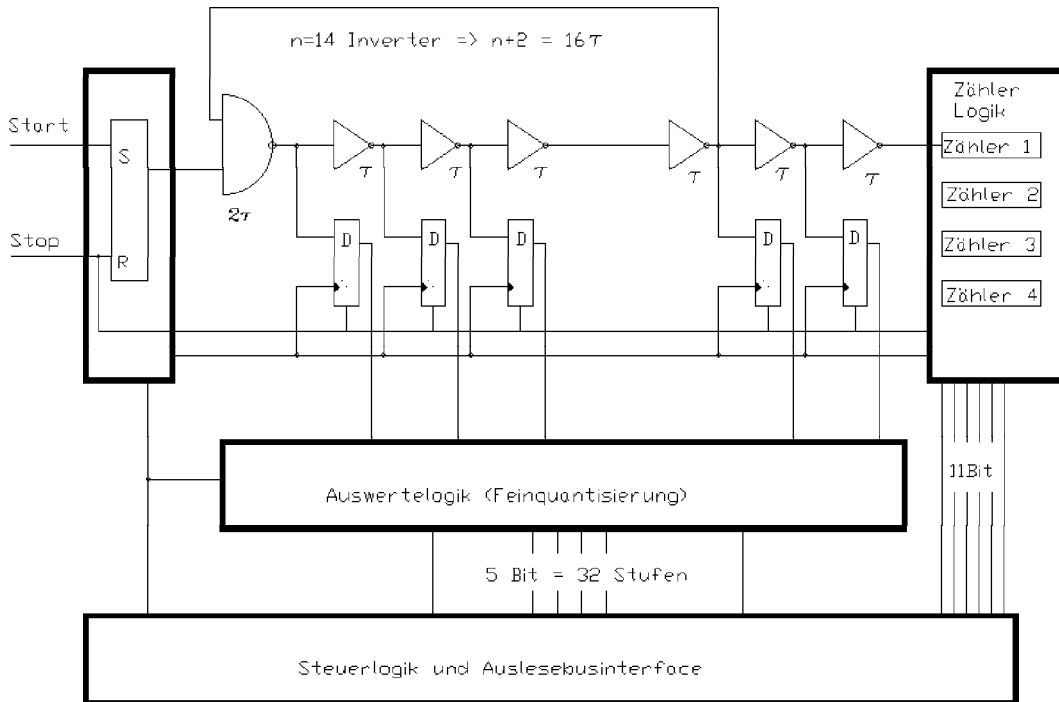 n=14 Inverter => n+2 = 16τ
Zähler
Logik
Start
Zähler 1
S
τ
τ
τ
τ
τ
τ
2τ
Zähler 2
Stop
D
D
D
D
D
Zähler 3
R
Zähler 4
11Bit
Auswertelogik (Feinquantisierung)
5 Bit = 32 Stufen
Steuerlogik und Auslesebusinterface